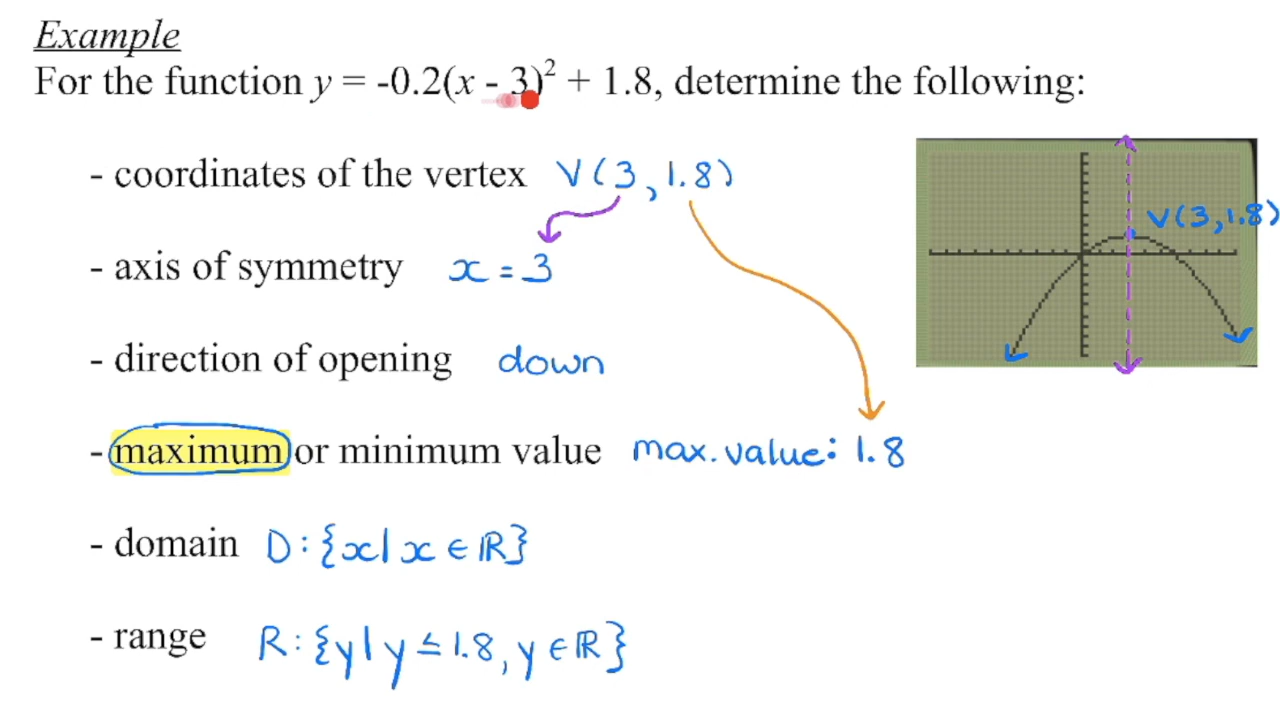 Example
For the function y = -0.2(x - 3)² + 1.8, determine the following:
- coordinates of the vertex V(3,1.8)
V(3,1.8)
- axis of symmetry x = 3
- direction of opening down
- maximum or minimum value max. value: 1.8
- domain D: {x| x ∈ ℝ}
- range R: {y| y ≤ 1.8, y ∈ ℝ}